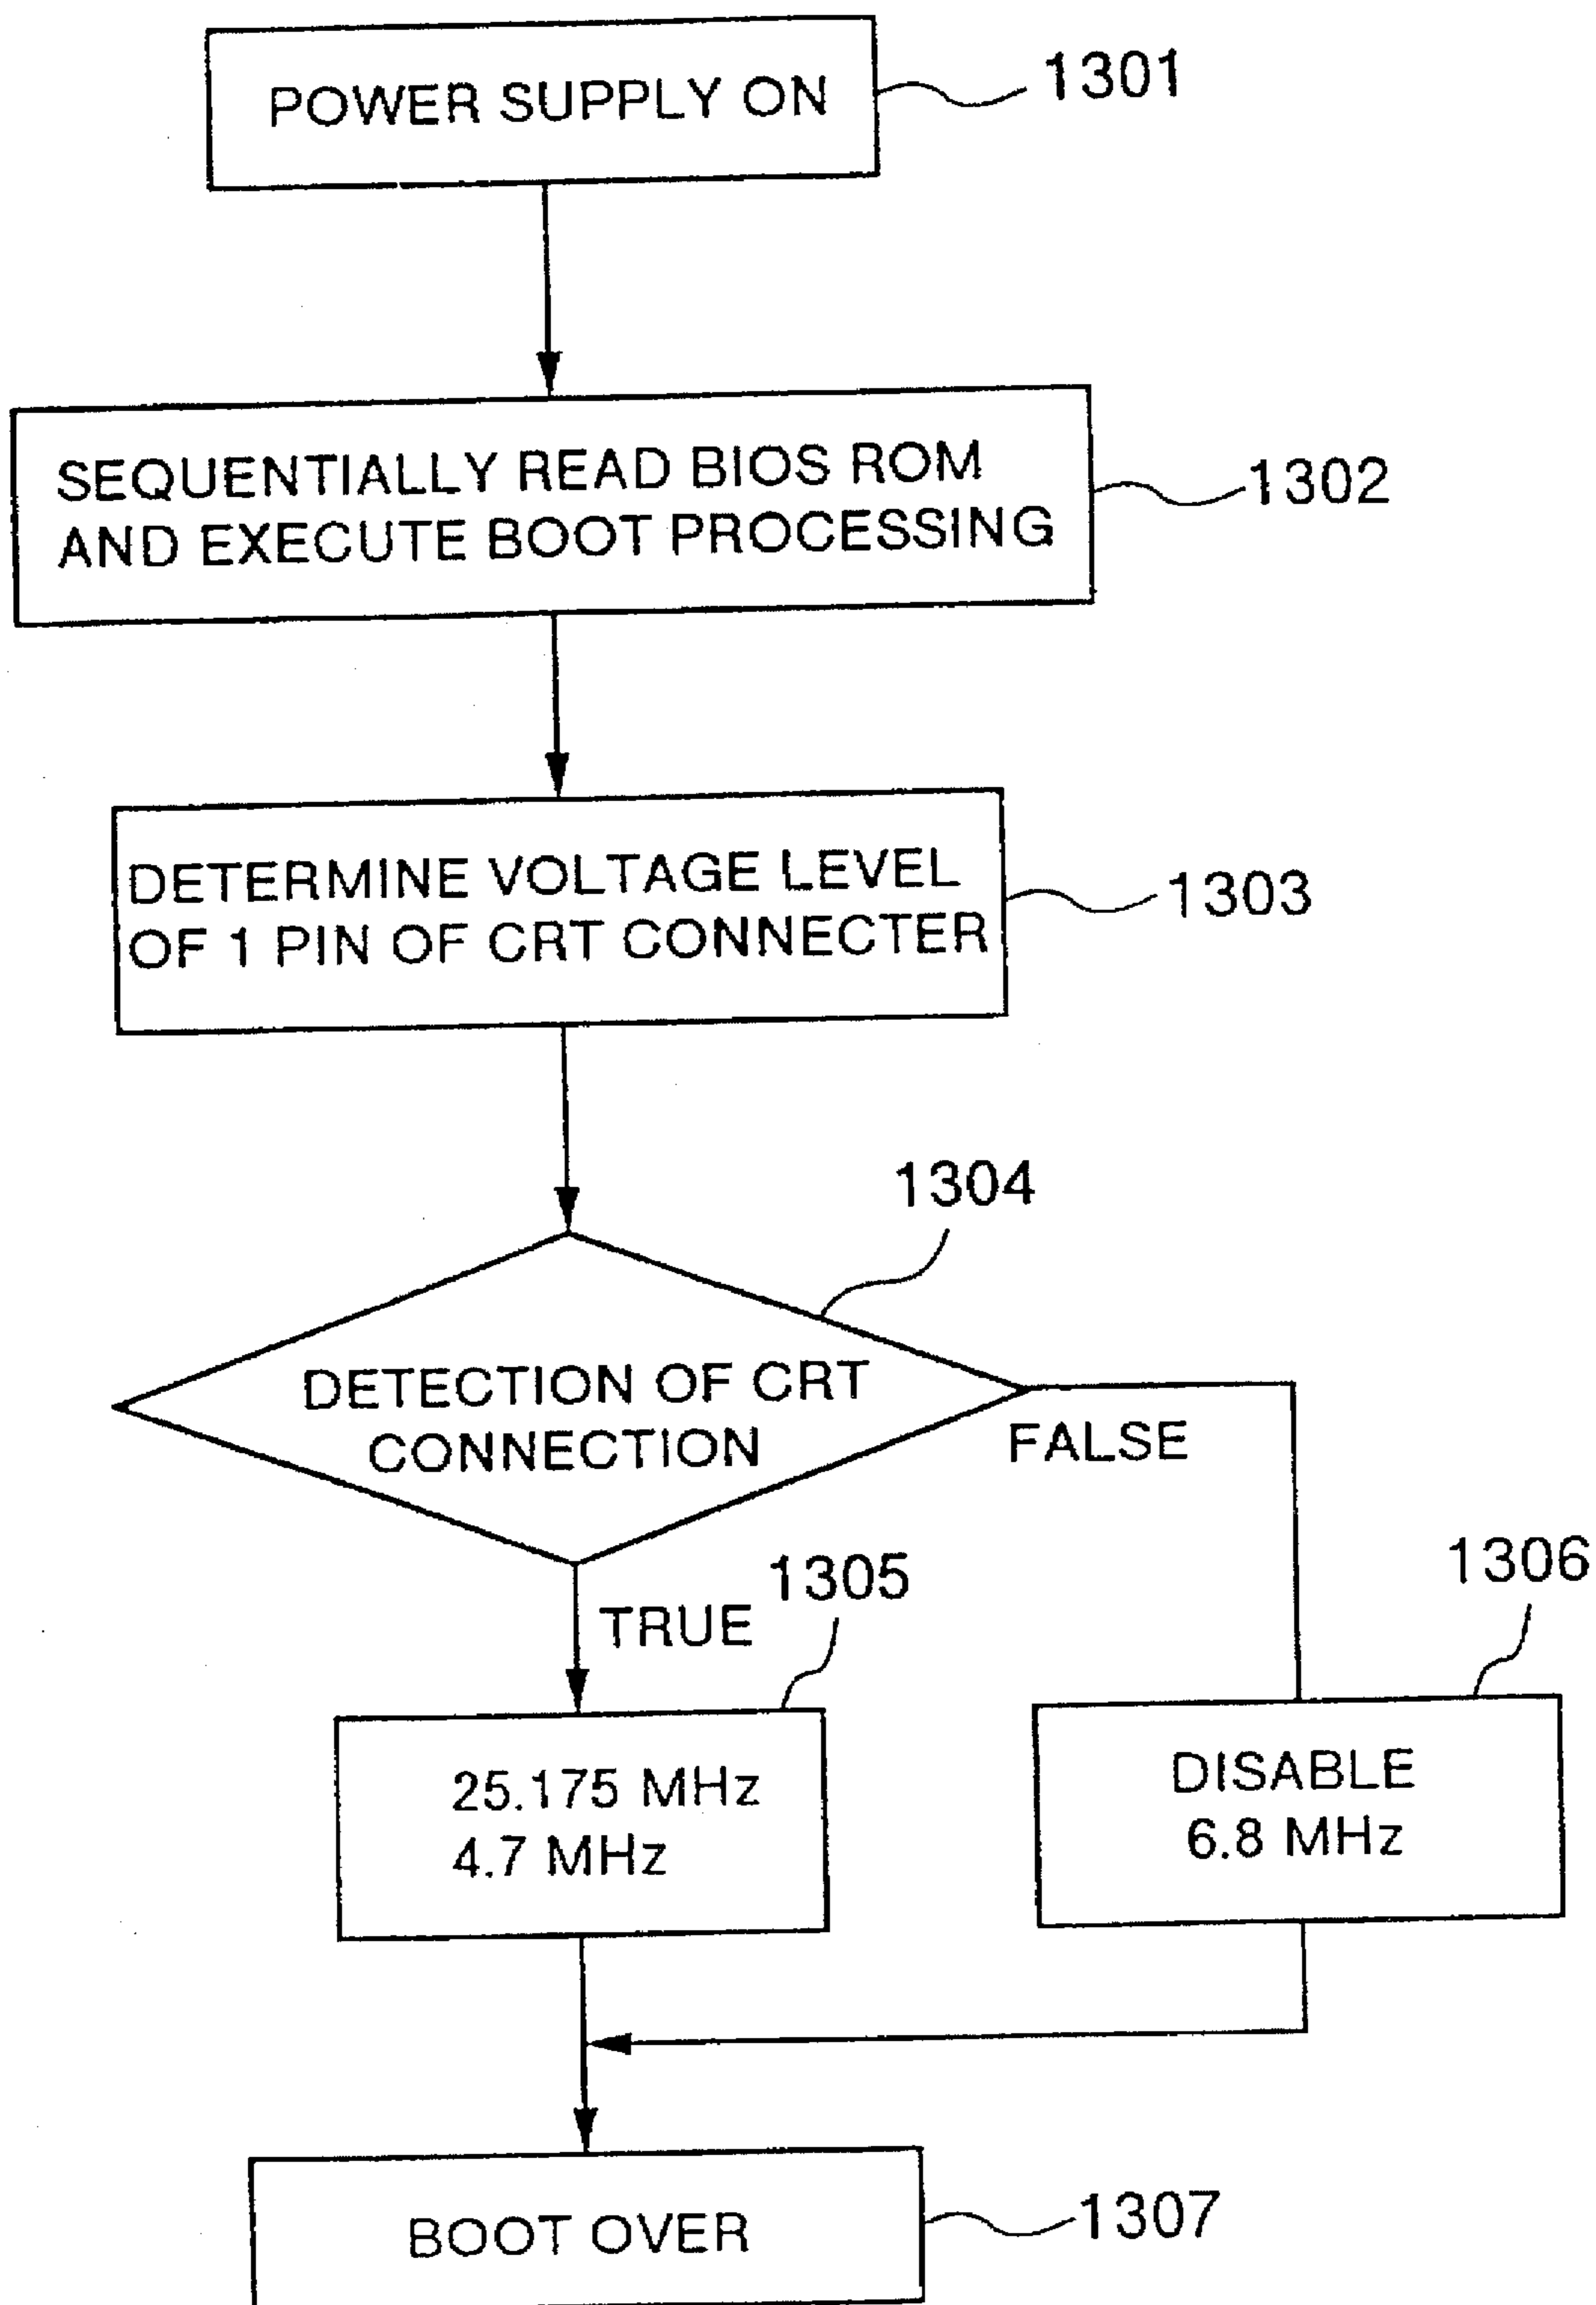 POWER SUPPLY ON
1301
SEQUENTIALLY READ BIOS ROM
AND EXECUTE BOOT PROCESSING
1302
DETERMINE VOLTAGE LEVEL
OF 1 PIN OF CRT CONNECTER
1303
1304
DETECTION OF CRT
CONNECTION
FALSE
TRUE
1305
1306
25.175 MHz
4.7 MHz
DISABLE
6.8 MHz
BOOT OVER
1307